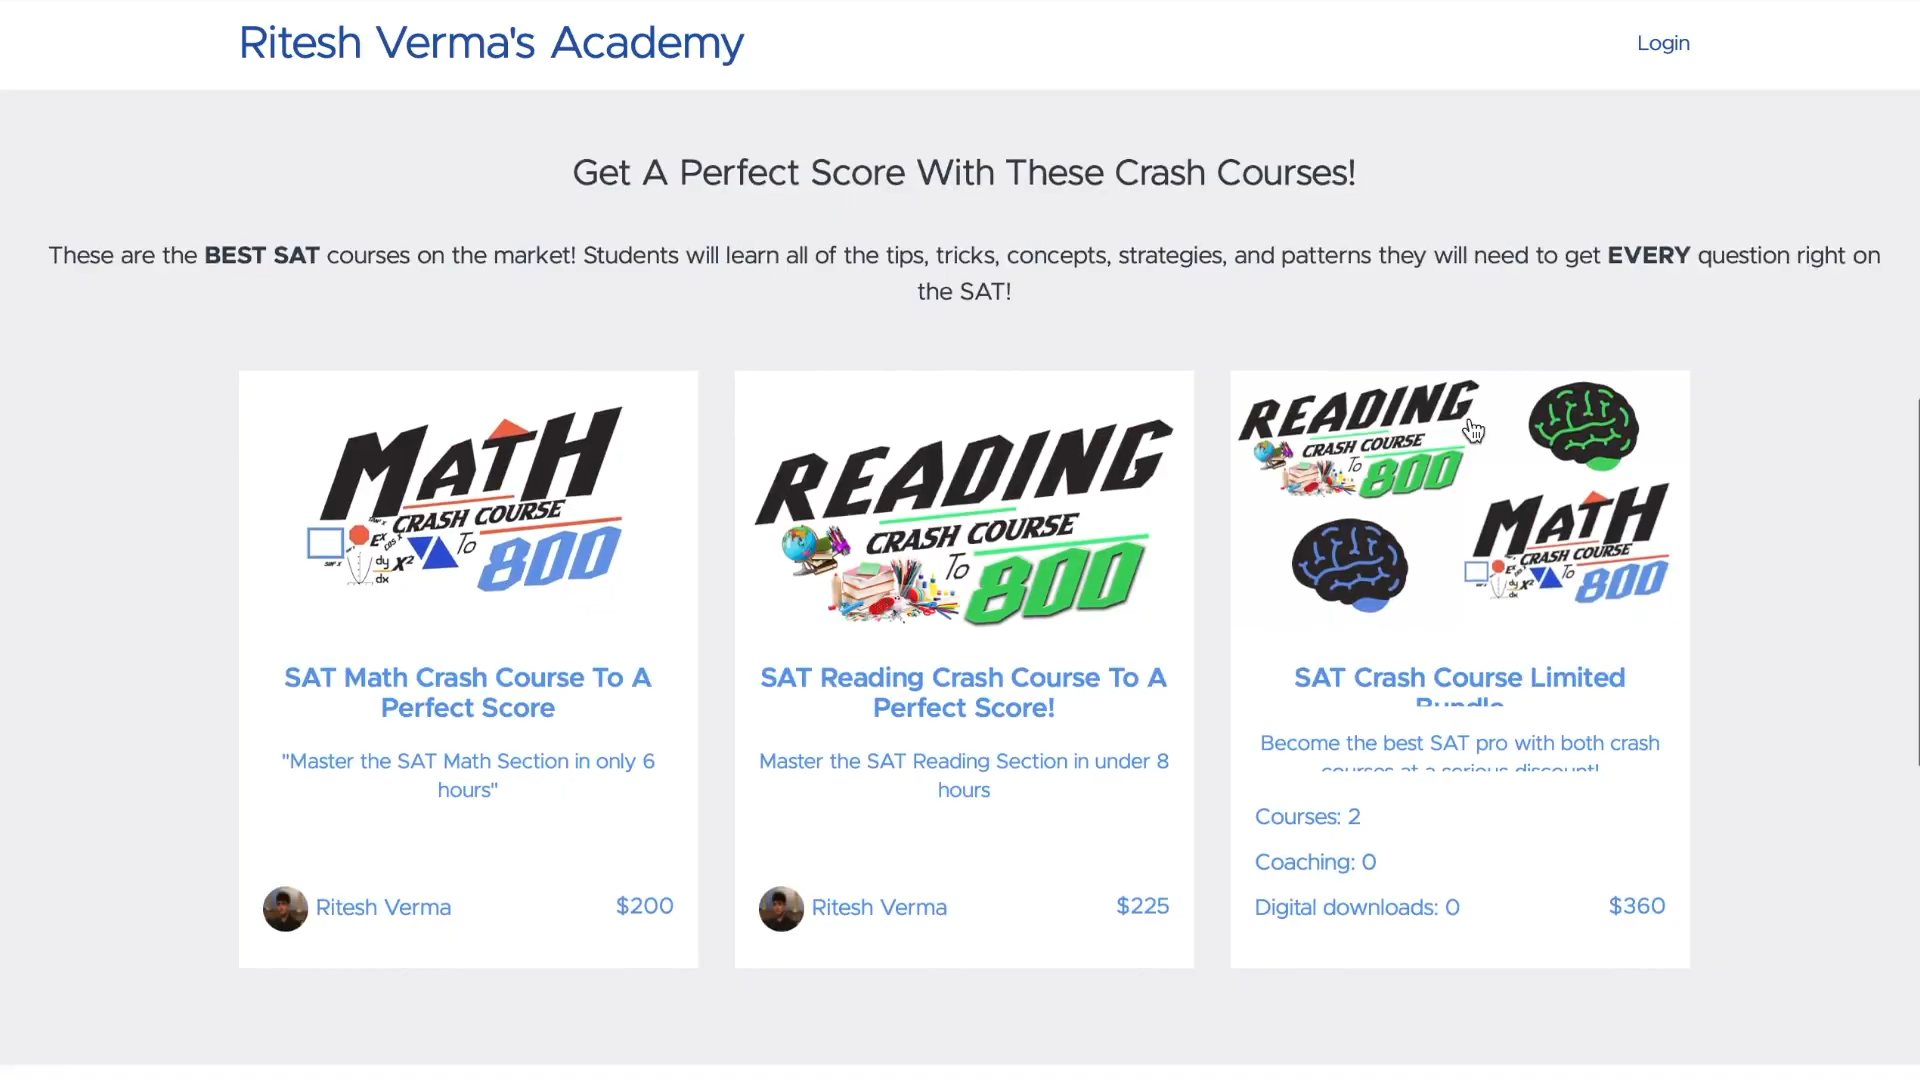 Ritesh Verma's Academy
Login
Get A Perfect Score With These Crash Courses!
These are the BEST SAT courses on the market! Students will learn all of the tips, tricks, concepts, strategies, and patterns they will need to get EVERY question right on
the SAT!
MATH
CRASH COURSE
To 800
READING
CRASH COURSE
To 800
READING
CRASH COURSE
To 800
MATH
CRASH COURSE
To 800
SAT Math Crash Course To A
Perfect Score
"Master the SAT Math Section in only 6
hours"
Ritesh Verma
$200
SAT Reading Crash Course To A
Perfect Score!
Master the SAT Reading Section in under 8
hours
Ritesh Verma
$225
SAT Crash Course Limited
Bundle
Become the best SAT pro with both crash
courses at a serious discount!
Courses: 2
Coaching: 0
Digital downloads: 0
$360